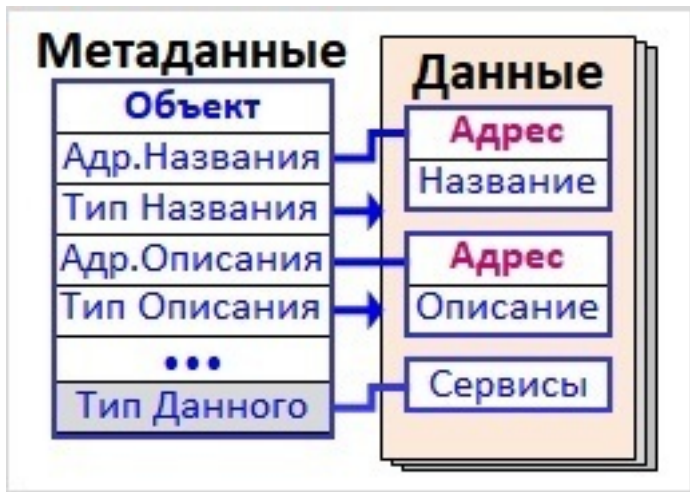 Метаданные
Объект
Адр.Названия
Тип Названия
Адр.Описания
Тип Описания
•••
Тип Данного
Данные
Адрес
Название
Адрес
Описание
Сервисы